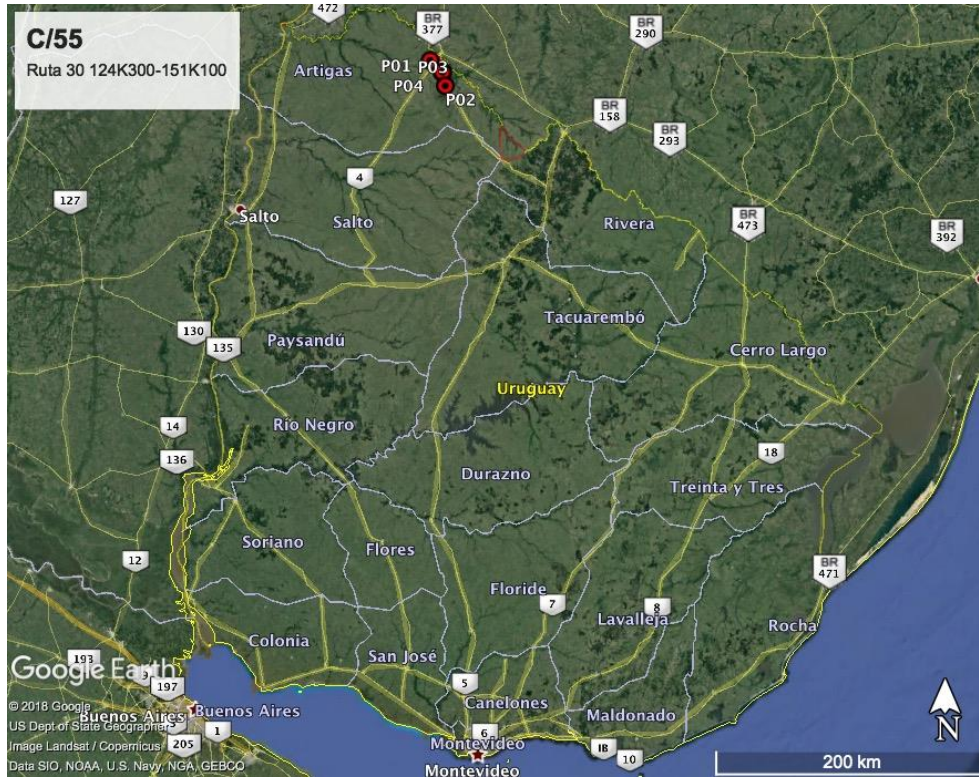 C/55
Ruta 30 124K300-151K100
472
BR
377
BR
290
Artigas
P01
P03
P04
P02
BR
158
BR
293
127
4
Salto
Salto
Rivera
BR
473
BR
392
130
135
Paysandú
Tacuarembó
Cerro Largo
Uruguay
14
136
Río Negro
Durazno
18
Treinta y Tres
12
Soriano
Flores
Floride
7
8
Lavalleja
BR
471
Rocha
Colonia
San José
193
197
5
Canelones
Maldonado
Google Earth
© 2018 Google
US Dept of State Geographer
Image Landsat / Copernicus
Data SIO, NOAA, U.S. Navy, NGA, GEBCO
Buenos Aires
Buenos Aires
1
205
6
Montevideo
Montevideo
IB
10
N
200 km